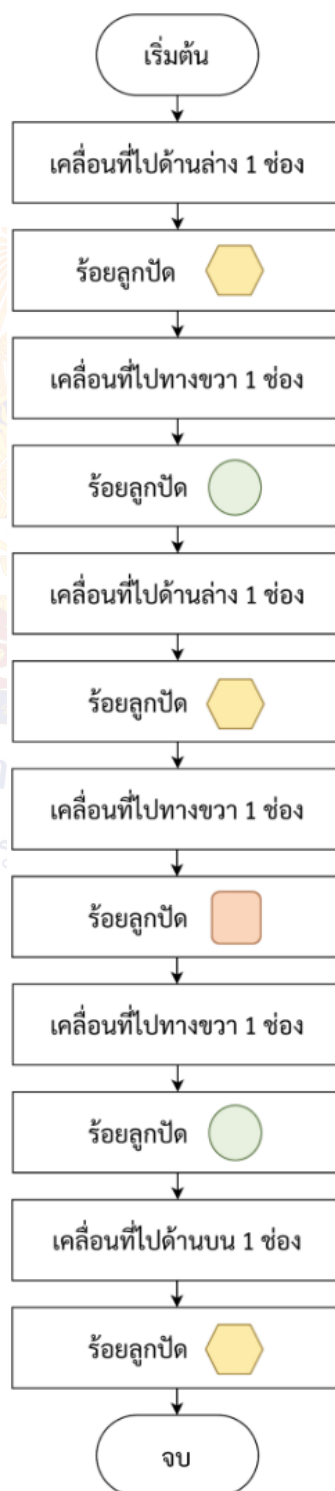 เริ่มต้น
เคลื่อนที่ไปด้านล่าง 1 ช่อง
ร้อยลูกปัด
เคลื่อนที่ไปทางขวา 1 ช่อง
ร้อยลูกปัด
เคลื่อนที่ไปด้านล่าง 1 ช่อง
ร้อยลูกปัด
เคลื่อนที่ไปทางขวา 1 ช่อง
ร้อยลูกปัด
เคลื่อนที่ไปทางขวา 1 ช่อง
ร้อยลูกปัด
เคลื่อนที่ไปด้านบน 1 ช่อง
ร้อยลูกปัด
จบ